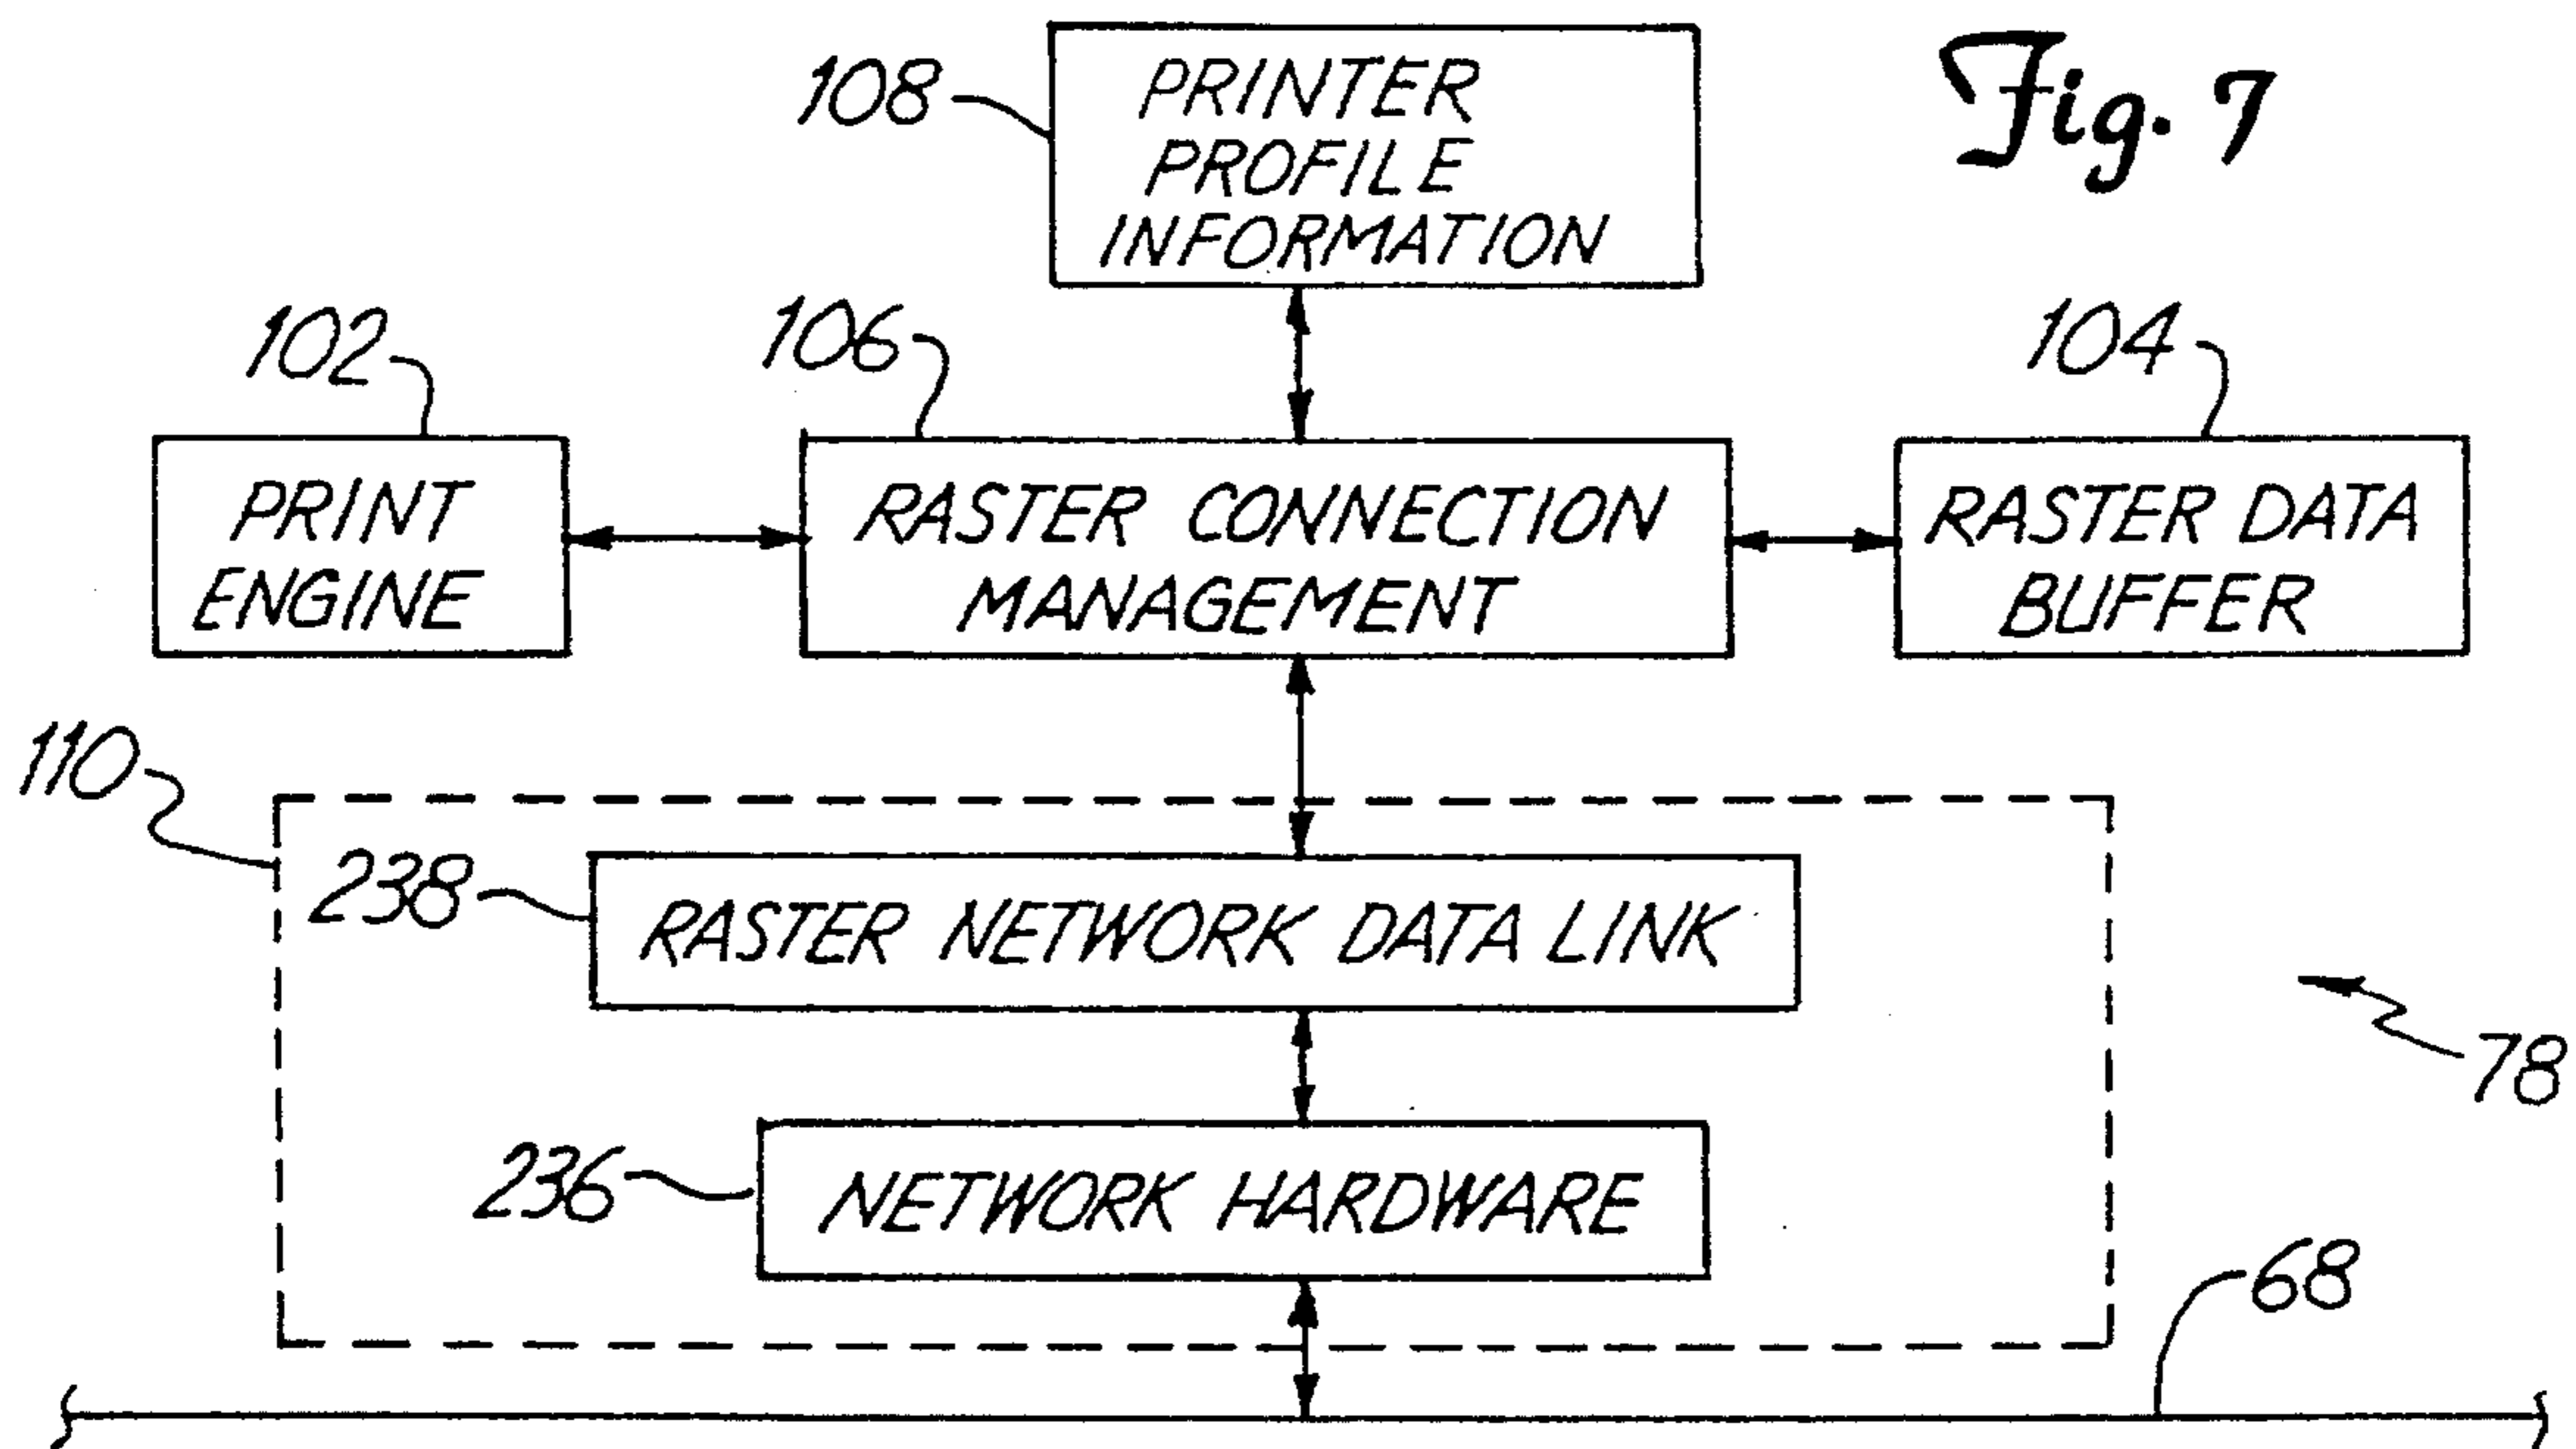 Fig. 7
108
PRINTER
PROFILE
INFORMATION
102
106
104
PRINT
ENGINE
RASTER CONNECTION
MANAGEMENT
RASTER DATA
BUFFER
110
238
RASTER NETWORK DATA LINK
78
236
NETWORK HARDWARE
68